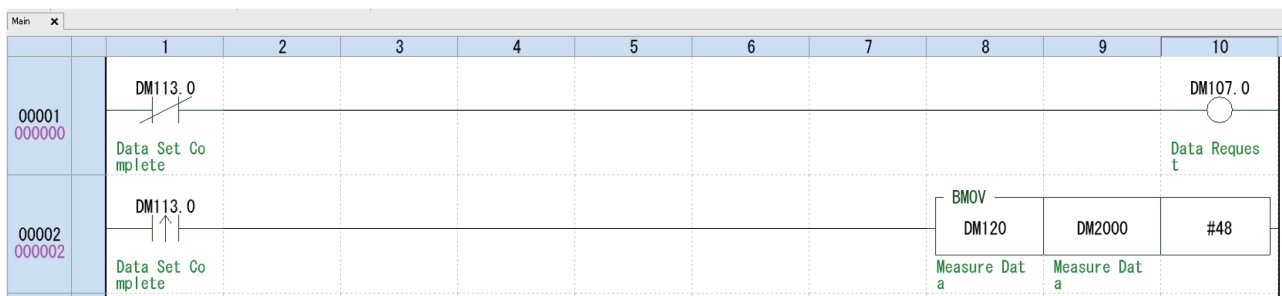 Main ×
1 2 3 4 5 6 7 8 9 10
DM113.0 DM107.0
00001
000000
Data Set Co Data Reques
mplete t
DM113.0 BMOV
00002 DM120 DM2000 #48
000002
Data Set Co Measure Dat Measure Dat
mplete a a